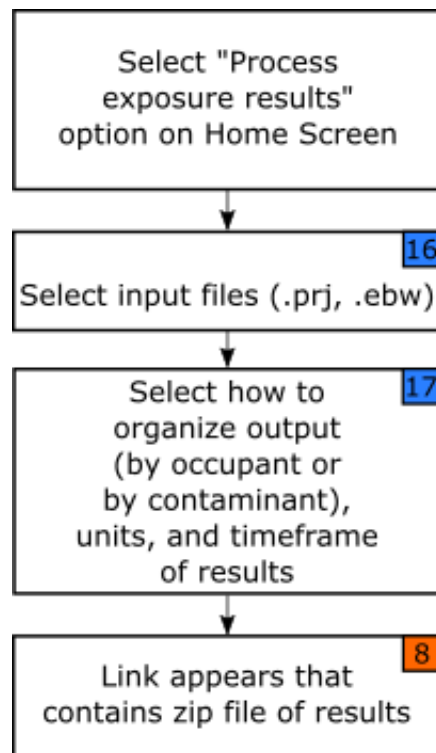 Select "Process
exposure results"
option on Home Screen
16
Select input files (.prj, .ebw)
17
Select how to
organize output
(by occupant or
by contaminant),
units, and timeframe
of results
8
Link appears that
contains zip file of results